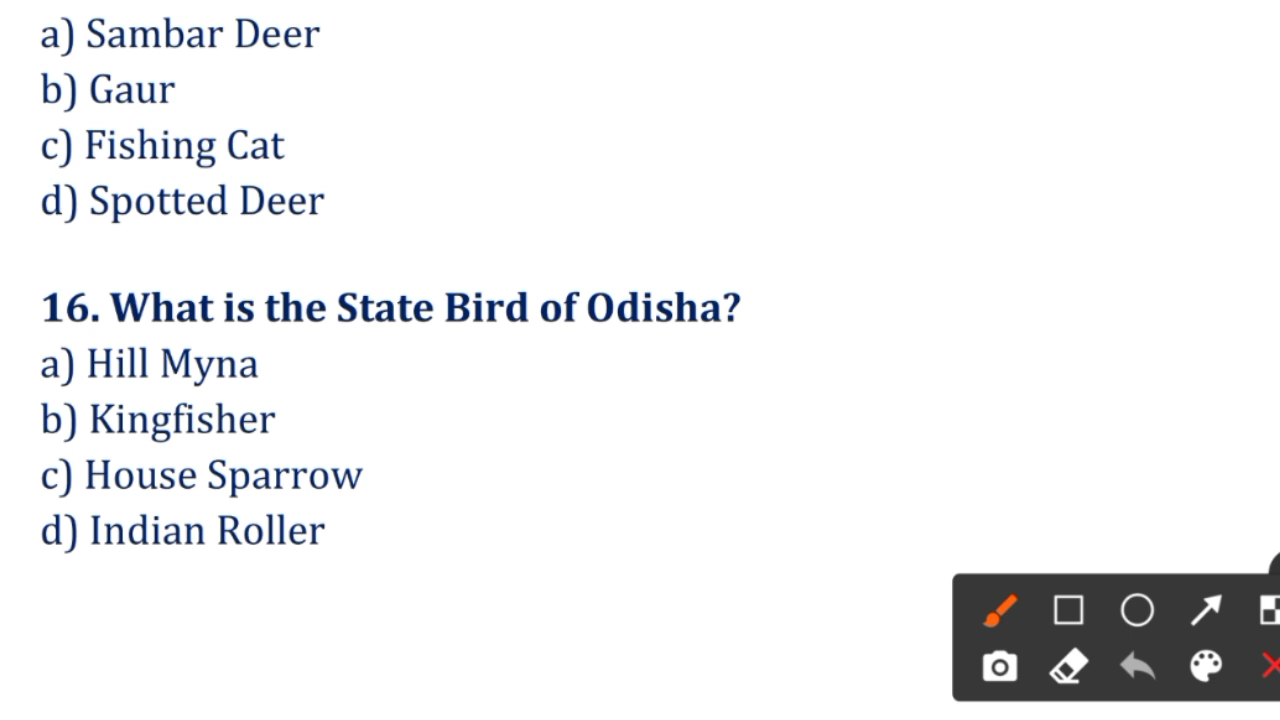 a) Sambar Deer
b) Gaur
c) Fishing Cat
d) Spotted Deer
16. What is the State Bird of Odisha?
a) Hill Myna
b) Kingfisher
c) House Sparrow
d) Indian Roller